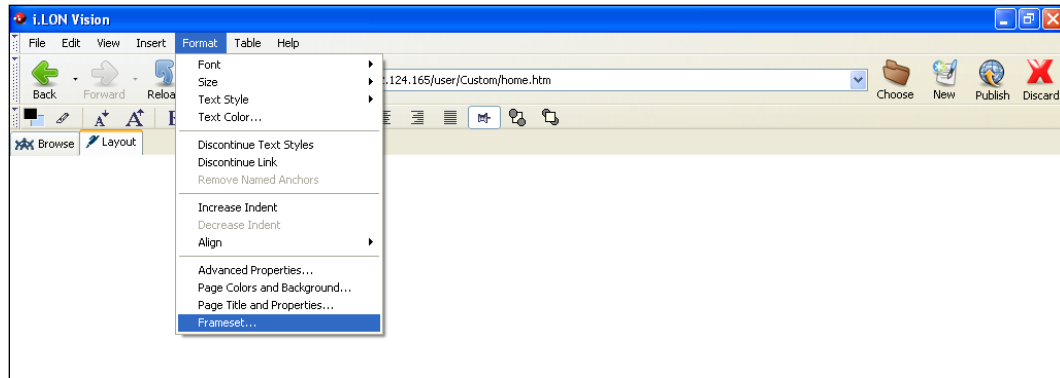 i.LON Vision
File Edit View Insert Format Table Help
Back Forward Reloa .124.165/user/Custom/home.htm Choose New Publish Discard
Browse Layout
Font
Size
Text Style
Text Color...
Discontinue Text Styles
Discontinue Link
Remove Named Anchors
Increase Indent
Decrease Indent
Align
Advanced Properties...
Page Colors and Background...
Page Title and Properties...
Frameset...